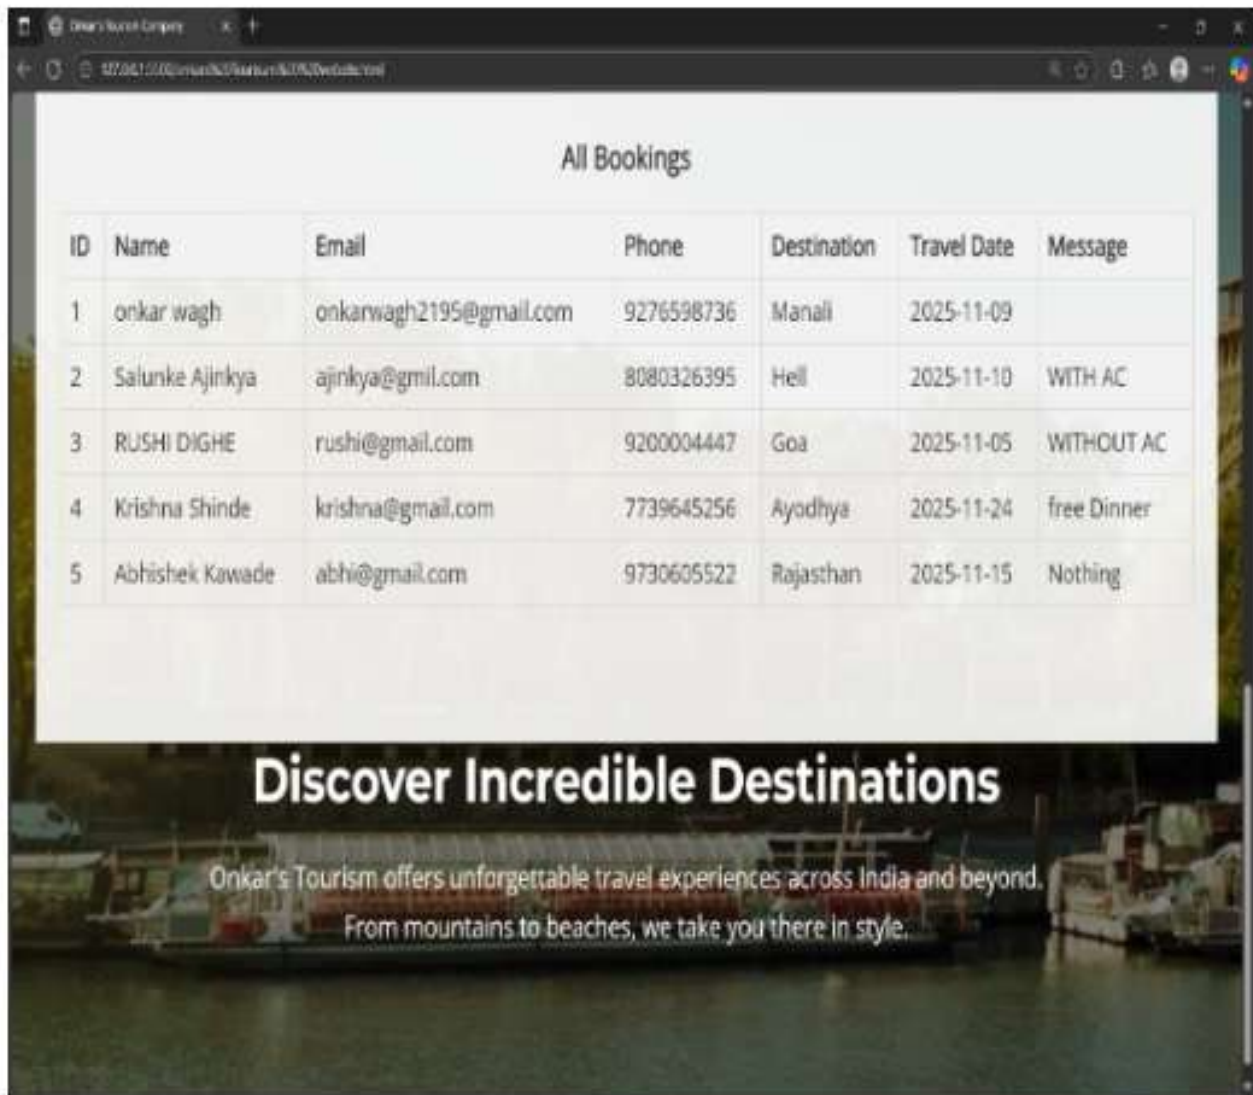 Onkar's Tourism Company
All Bookings
ID Name Email Phone Destination Travel Date Message
1 onkar wagh onkarwagh2195@gmail.com 9276598736 Manali 2025-11-09
2 Salunke Ajinkya ajinkya@gmil.com 8080326395 Hell 2025-11-10 WITH AC
3 RUSHI DIGHE rushi@gmail.com 9200004447 Goa 2025-11-05 WITHOUT AC
4 Krishna Shinde krishna@gmail.com 7739645256 Ayodhya 2025-11-24 free Dinner
5 Abhishek Kawade abhi@gmail.com 9730605522 Rajasthan 2025-11-15 Nothing
Discover Incredible Destinations
Onkar's Tourism offers unforgettable travel experiences across India and beyond.
From mountains to beaches, we take you there in style.